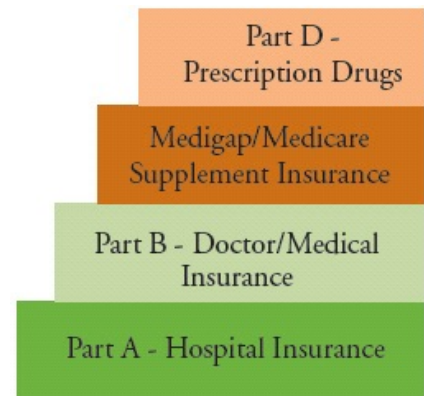 Part D -
Prescription Drugs
Medigap/Medicare
Supplement Insurance
Part B - Doctor/Medical
Insurance
Part A - Hospital Insurance